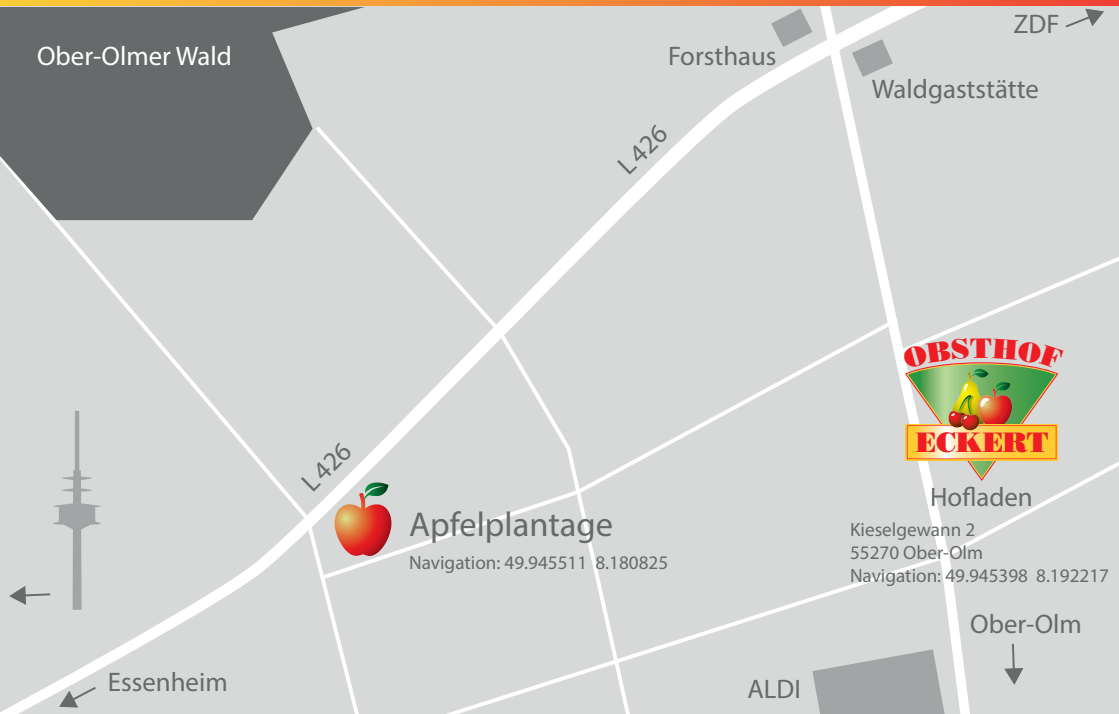 ZDF
Ober-Olmer Wald
Forsthaus
Waldgaststätte
L 426
OBSTHOF
ECKERT
L 426
Hofladen
Kieselgewann 2
55270 Ober-Olm
Navigation: 49.945398 8.192217
Apfelplantage
Navigation: 49.945511 8.180825
Ober-Olm
Essenheim
ALDI